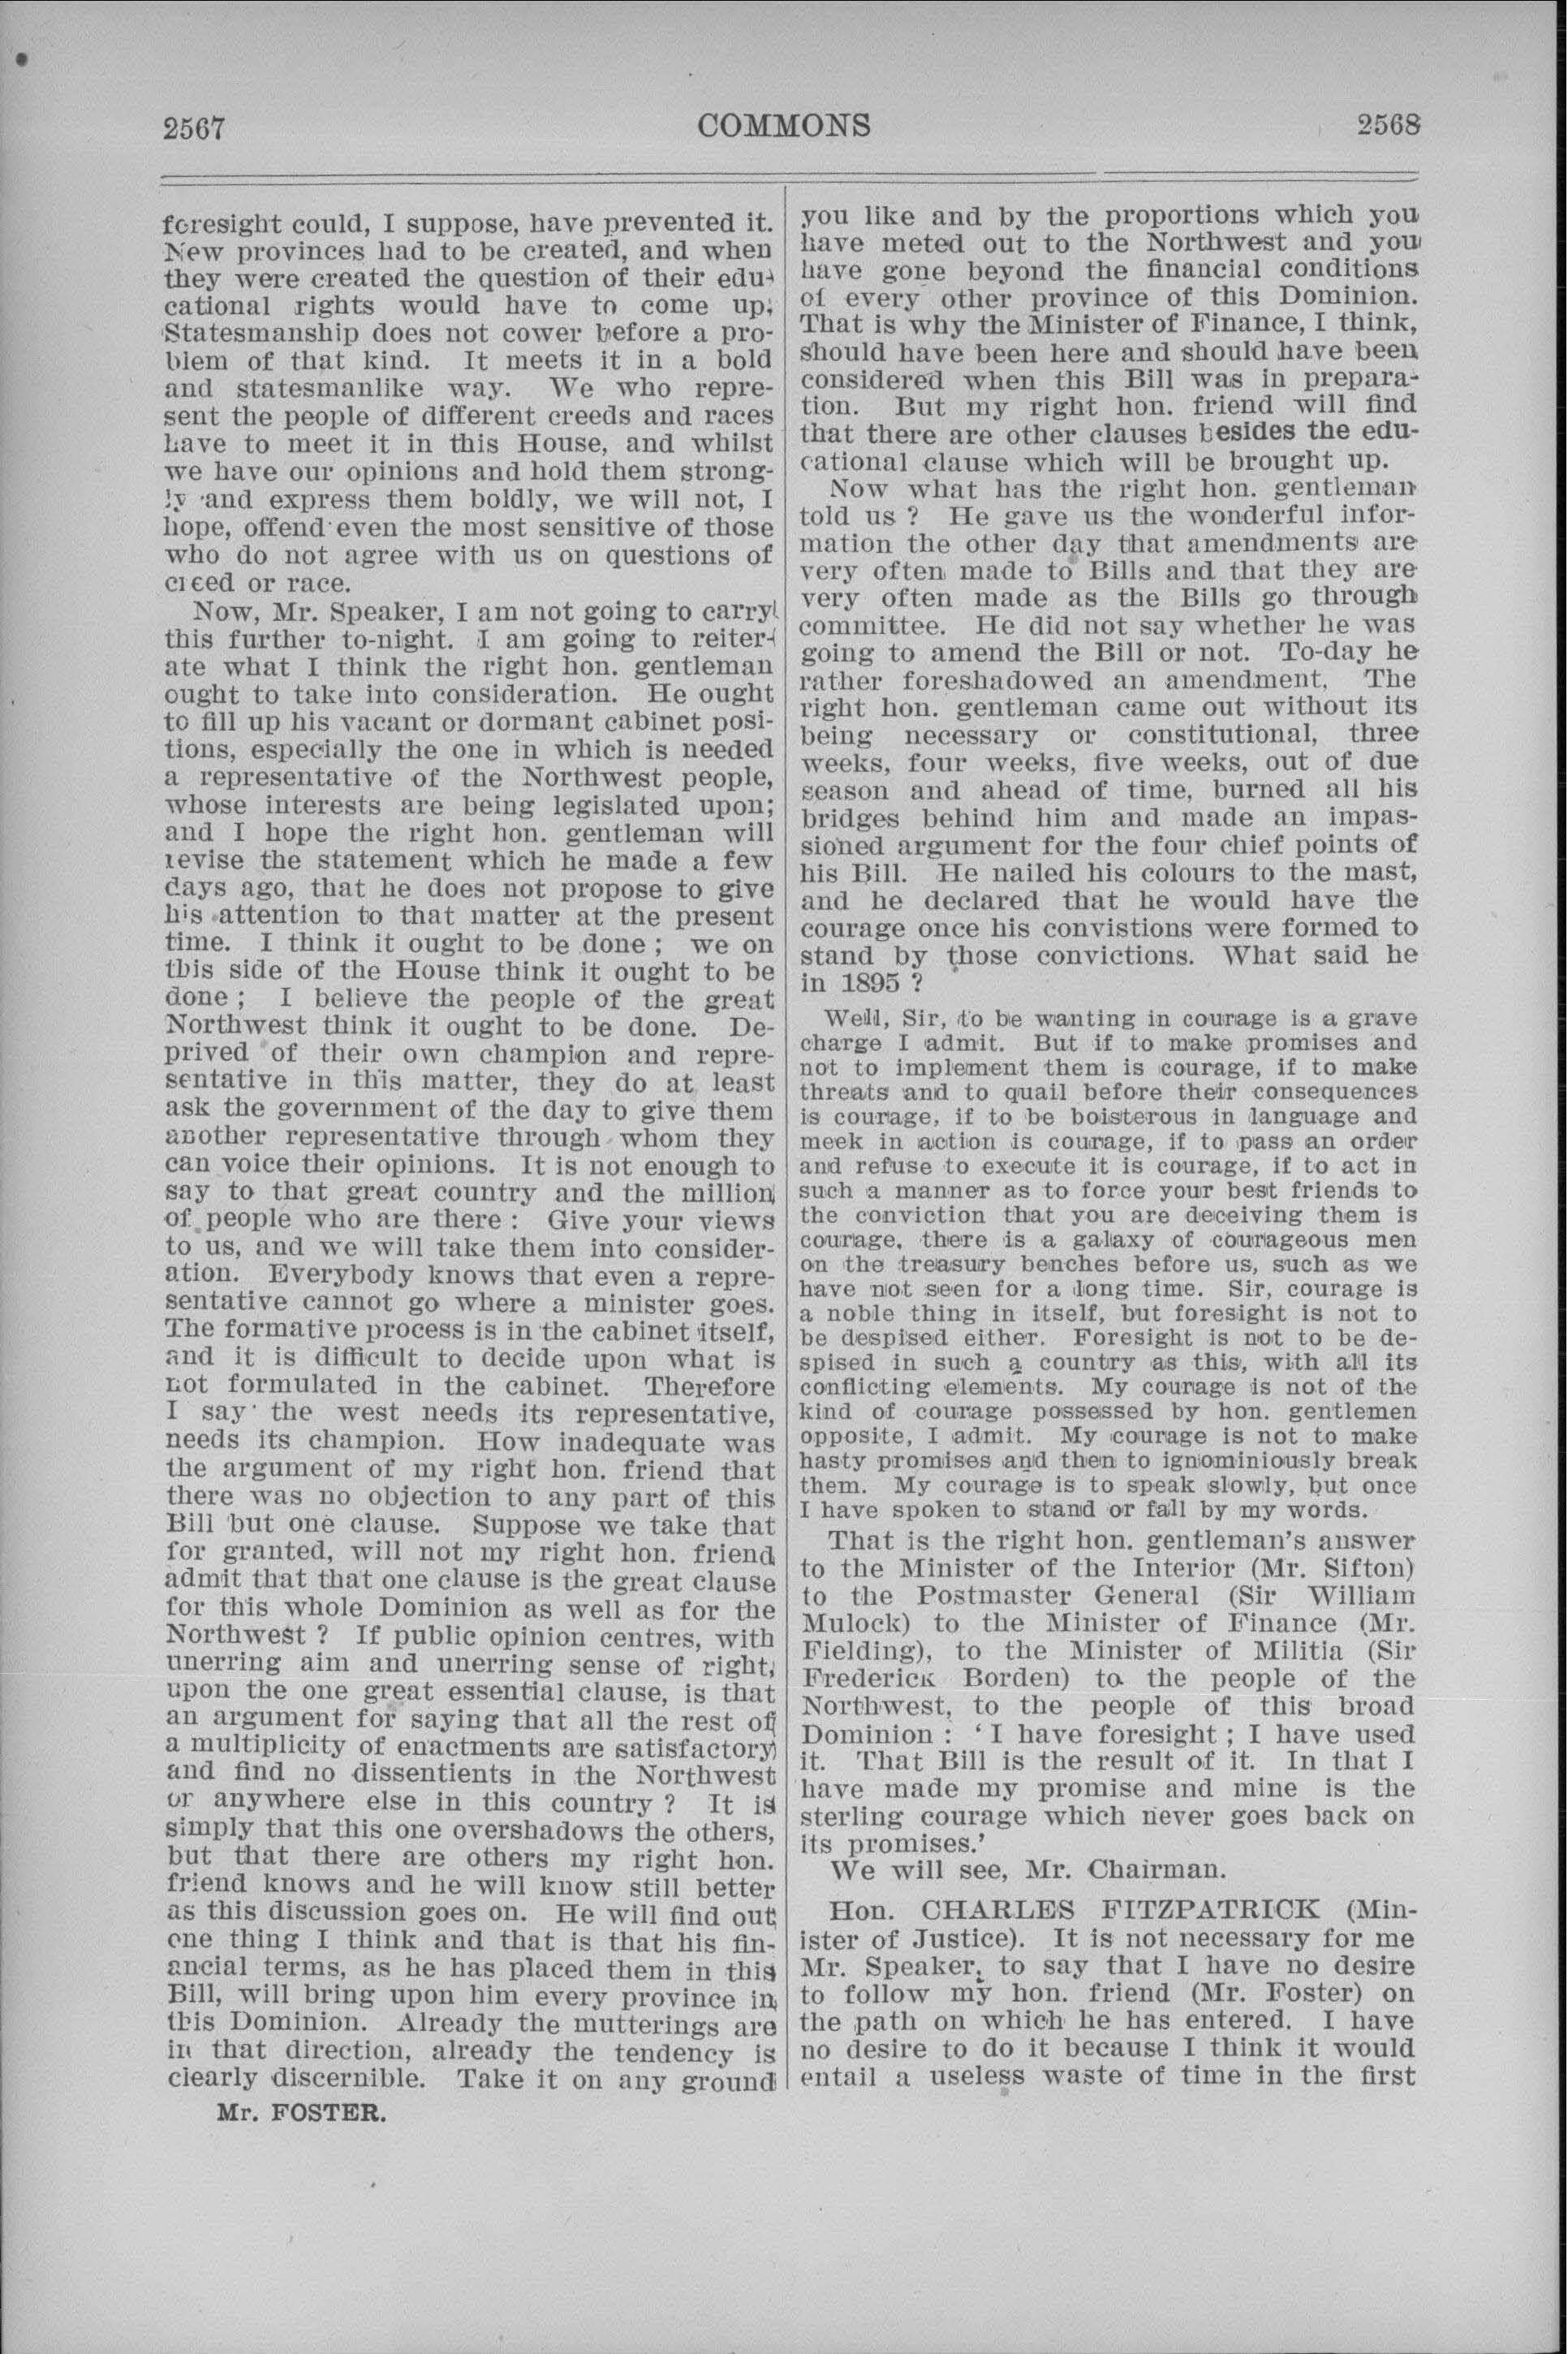 2567
COMMONS
2568
foresight could, I suppose, have prevented it.
New provinces had to be created, and when
they were created the question of their edu-
cational rights would have to come up;
Statesmanship does not cower before a pro-
blem of that kind. It meets it in a bold
and statesmanlike way. We who repre-
sent the people of different creeds and races
have to meet it in this House, and whilst
we have our opinions and hold them strong-
ly and express them boldly, we will not, I
hope, offend even the most sensitive of those
who do not agree with us on questions of
creed or race.
Now, Mr. Speaker, I am not going to carry
this further to-night. I am going to reiter-
ate what I think the right hon. gentleman
ought to take into consideration. He ought
to fill up his vacant or dormant cabinet posi-
tions, especially the one in which is needed
a representative of the Northwest people,
whose interests are being legislated upon;
and I hope the right hon. gentleman will
revise the statement which he made a few
days ago, that he does not propose to give
his attention to that matter at the present
time. I think it ought to be done ; we on
this side of the House think it ought to be
done ; I believe the people of the great
Northwest think it ought to be done. De-
prived of their own champion and repre-
sentative in this matter, they do at least
ask the government of the day to give them
another representative through whom they
can voice their opinions. It is not enough to
say to that great country and the million
of people who are there : Give your views
to us, and we will take them into consider-
ation. Everybody knows that even a repre-
sentative cannot go where a minister goes.
The formative process is in the cabinet itself,
and it is difficult to decide upon what is
not formulated in the cabinet. Therefore
I say the west needs its representative,
needs its champion. How inadequate was
the argument of my right hon. friend that
there was no objection to any part of this
Bill but one clause. Suppose we take that
for granted, will not my right hon. friend
admit that that one clause is the great clause
for this whole Dominion as well as for the
Northwest ? If public opinion centres, with
unerring aim and unerring sense of right,
upon the one great essential clause, is that
an argument for saying that all the rest of
a multiplicity of enactments are satisfactory
and find no dissentients in the Northwest
or anywhere else in this country ? It is
simply that this one overshadows the others,
but that there are others my right hon.
friend knows and he will know still better
as this discussion goes on. He will find out
one thing I think and that is that his fin-
ancial terms, as he has placed them in this
Bill, will bring upon him every province in
this Dominion. Already the mutterings are
in that direction, already the tendency is
clearly discernible. Take it on any ground
Mr. FOSTER.
you like and by the proportions which you
have meted out to the Northwest and you
have gone beyond the financial conditions
of every other province of this Dominion.
That is why the Minister of Finance, I think,
should have been here and should have been
considered when this Bill was in prepara-
tion. But my right hon. friend will find
that there are other clauses besides the edu-
cational clause which will be brought up.
Now what has the right hon. gentleman
told us ? He gave us the wonderful infor-
mation the other day that amendments are
very often made to Bills and that they are
very often made as the Bills go through
committee. He did not say whether he was
going to amend the Bill or not. To-day he
rather foreshadowed an amendment. The
right hon. gentleman came out without its
being necessary or constitutional, three
weeks, four weeks, five weeks, out of due
season and ahead of time, burned all his
bridges behind him and made an impas-
sioned argument for the four chief points of
his Bill. He nailed his colours to the mast,
and he declared that he would have the
courage once his convistions were formed to
stand by those convictions. What said he
in 1895 ?
Well, Sir, to be wanting in courage is a grave
charge I admit. But if to make promises and
not to implement them is courage, if to make
threats and to quail before their consequences
is courage, if to be boisterous in language and
meek in action is courage, if to pass an order
and refuse to execute it is courage, if to act in
such a manner as to force your best friends to
the conviction that you are deceiving them is
courage, there is a galaxy of courageous men
on the treasury benches before us, such as we
have not seen for a long time. Sir, courage is
a noble thing in itself, but foresight is not to
be despised either. Foresight is not to be de-
spised in such a country as this, with all its
conflicting elements. My courage is not of the
kind of courage possessed by hon. gentlemen
opposite, I admit. My courage is not to make
hasty promises and then to ignominiously break
them. My courage is to speak slowly, but once
I have spoken to stand or fall by my words.
That is the right hon. gentleman's answer
to the Minister of the Interior (Mr. Sifton)
to the Postmaster General (Sir William
Mulock) to the Minister of Finance (Mr.
Fielding), to the Minister of Militia (Sir
Frederick Borden) to the people of the
Northwest, to the people of this broad
Dominion : ‘ I have foresight ; I have used
it. That Bill is the result of it. In that I
have made my promise and mine is the
sterling courage which never goes back on
its promises.’
We will see, Mr. Chairman.
Hon. CHARLES FITZPATRICK (Min-
ister of Justice). It is not necessary for me
Mr. Speaker, to say that I have no desire
to follow my hon. friend (Mr. Foster) on
the path on which he has entered. I have
no desire to do it because I think it would
entail a useless waste of time in the first